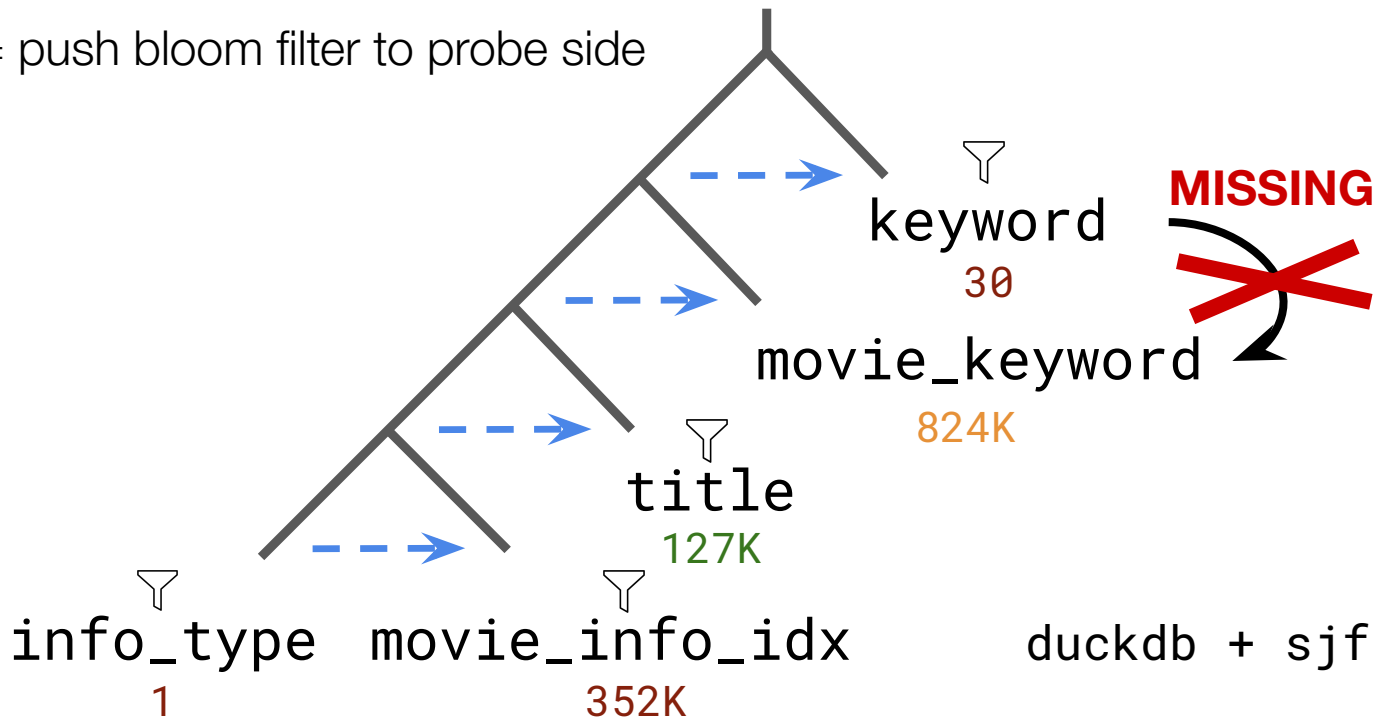 = push bloom filter to probe side
MISSING
keyword
30
movie_keyword
824K
title
127K
info_type
1
movie_info_idx
352K
duckdb + sjf